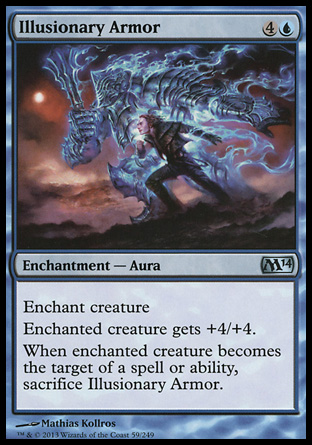 Illusionary Armor 4
Enchantment — Aura M14
Enchant creature
Enchanted creature gets +4/+4.
When enchanted creature becomes
the target of a spell or ability,
sacrifice Illusionary Armor.
Mathias Kollros
™ & © 2013 Wizards of the Coast 59/249